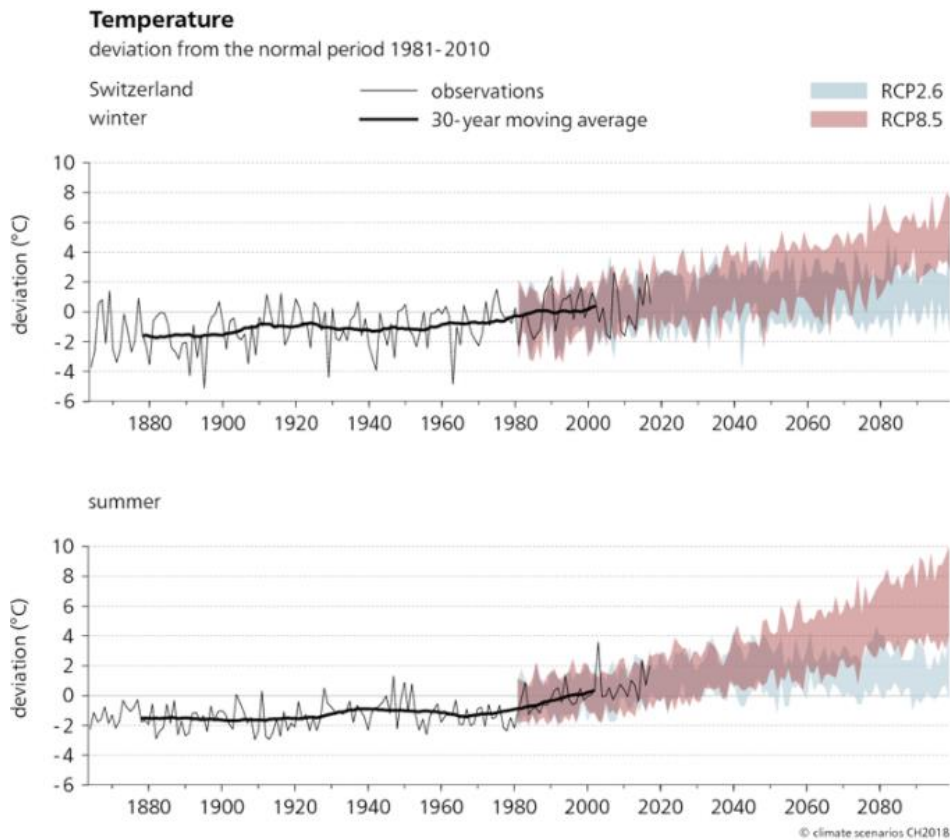 Temperature
deviation from the normal period 1981-2010
Switzerland observations RCP2.6
winter 30-year moving average RCP8.5
10
8
6
4
2
0
-2
-4
-6
deviation (°C)
1880 1900 1920 1940 1960 1980 2000 2020 2040 2060 2080
summer
10
8
6
4
2
0
-2
-4
-6
deviation (°C)
1880 1900 1920 1940 1960 1980 2000 2020 2040 2060 2080
© climate scenarios CH2018